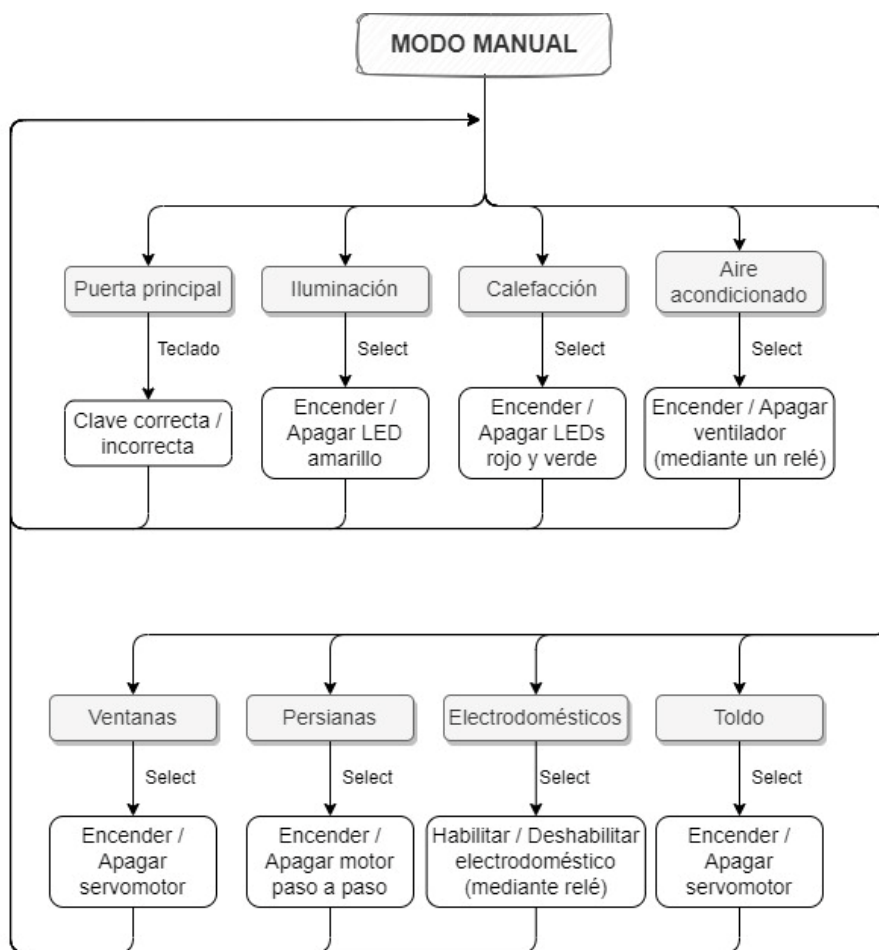 MODO MANUAL
Puerta principal
Iluminación
Calefacción
Aire
acondicionado
Teclado
Select
Select
Select
Clave correcta /
incorrecta
Encender /
Apagar LED
amarillo
Encender /
Apagar LEDs
rojo y verde
Encender / Apagar
ventilador
(mediante un relé)
Ventanas
Persianas
Electrodomésticos
Toldo
Select
Select
Select
Select
Encender /
Apagar
servomotor
Encender /
Apagar motor
paso a paso
Habilitar / Deshabilitar
electrodoméstico
(mediante relé)
Encender /
Apagar
servomotor